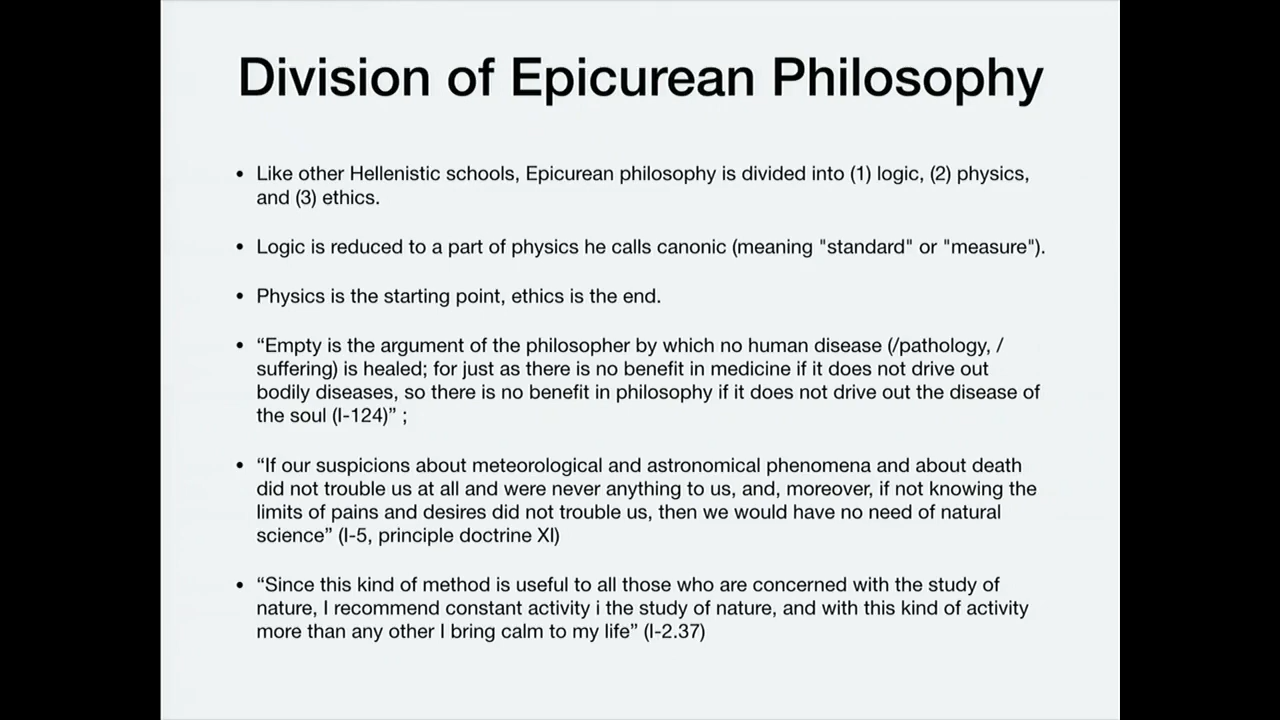 Division of Epicurean Philosophy
• Like other Hellenistic schools, Epicurean philosophy is divided into (1) logic, (2) physics,
and (3) ethics.
• Logic is reduced to a part of physics he calls canonic (meaning "standard" or "measure").
• Physics is the starting point, ethics is the end.
• “Empty is the argument of the philosopher by which no human disease (/pathology, /
suffering) is healed; for just as there is no benefit in medicine if it does not drive out
bodily diseases, so there is no benefit in philosophy if it does not drive out the disease of
the soul (I-124)” ;
• “If our suspicions about meteorological and astronomical phenomena and about death
did not trouble us at all and were never anything to us, and, moreover, if not knowing the
limits of pains and desires did not trouble us, then we would have no need of natural
science” (I-5, principle doctrine XI)
• “Since this kind of method is useful to all those who are concerned with the study of
nature, I recommend constant activity i the study of nature, and with this kind of activity
more than any other I bring calm to my life” (I-2.37)